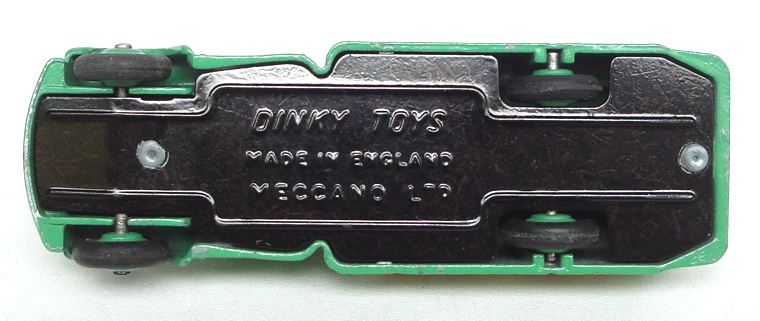 DINKY TOYS
MADE IN ENGLAND
MECCANO LTD